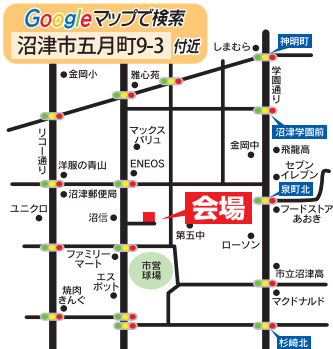 Googleマップで検索
沼津市五月町9-3 付近
しまむら
神明町
金岡小
雅心苑
学園通り
リコー通り
マックス
バリュ
沼津学園前
金岡中
飛龍高
洋服の青山
ENEOS
セブン
イレブン
泉町北
沼津郵便局
ユニクロ
沼信
会場
フードストア
あおき
第五中
ローソン
ファミリー
マート
市営
球場
エス
ポット
市立沼津高
焼肉
きんぐ
マクドナルド
杉崎北